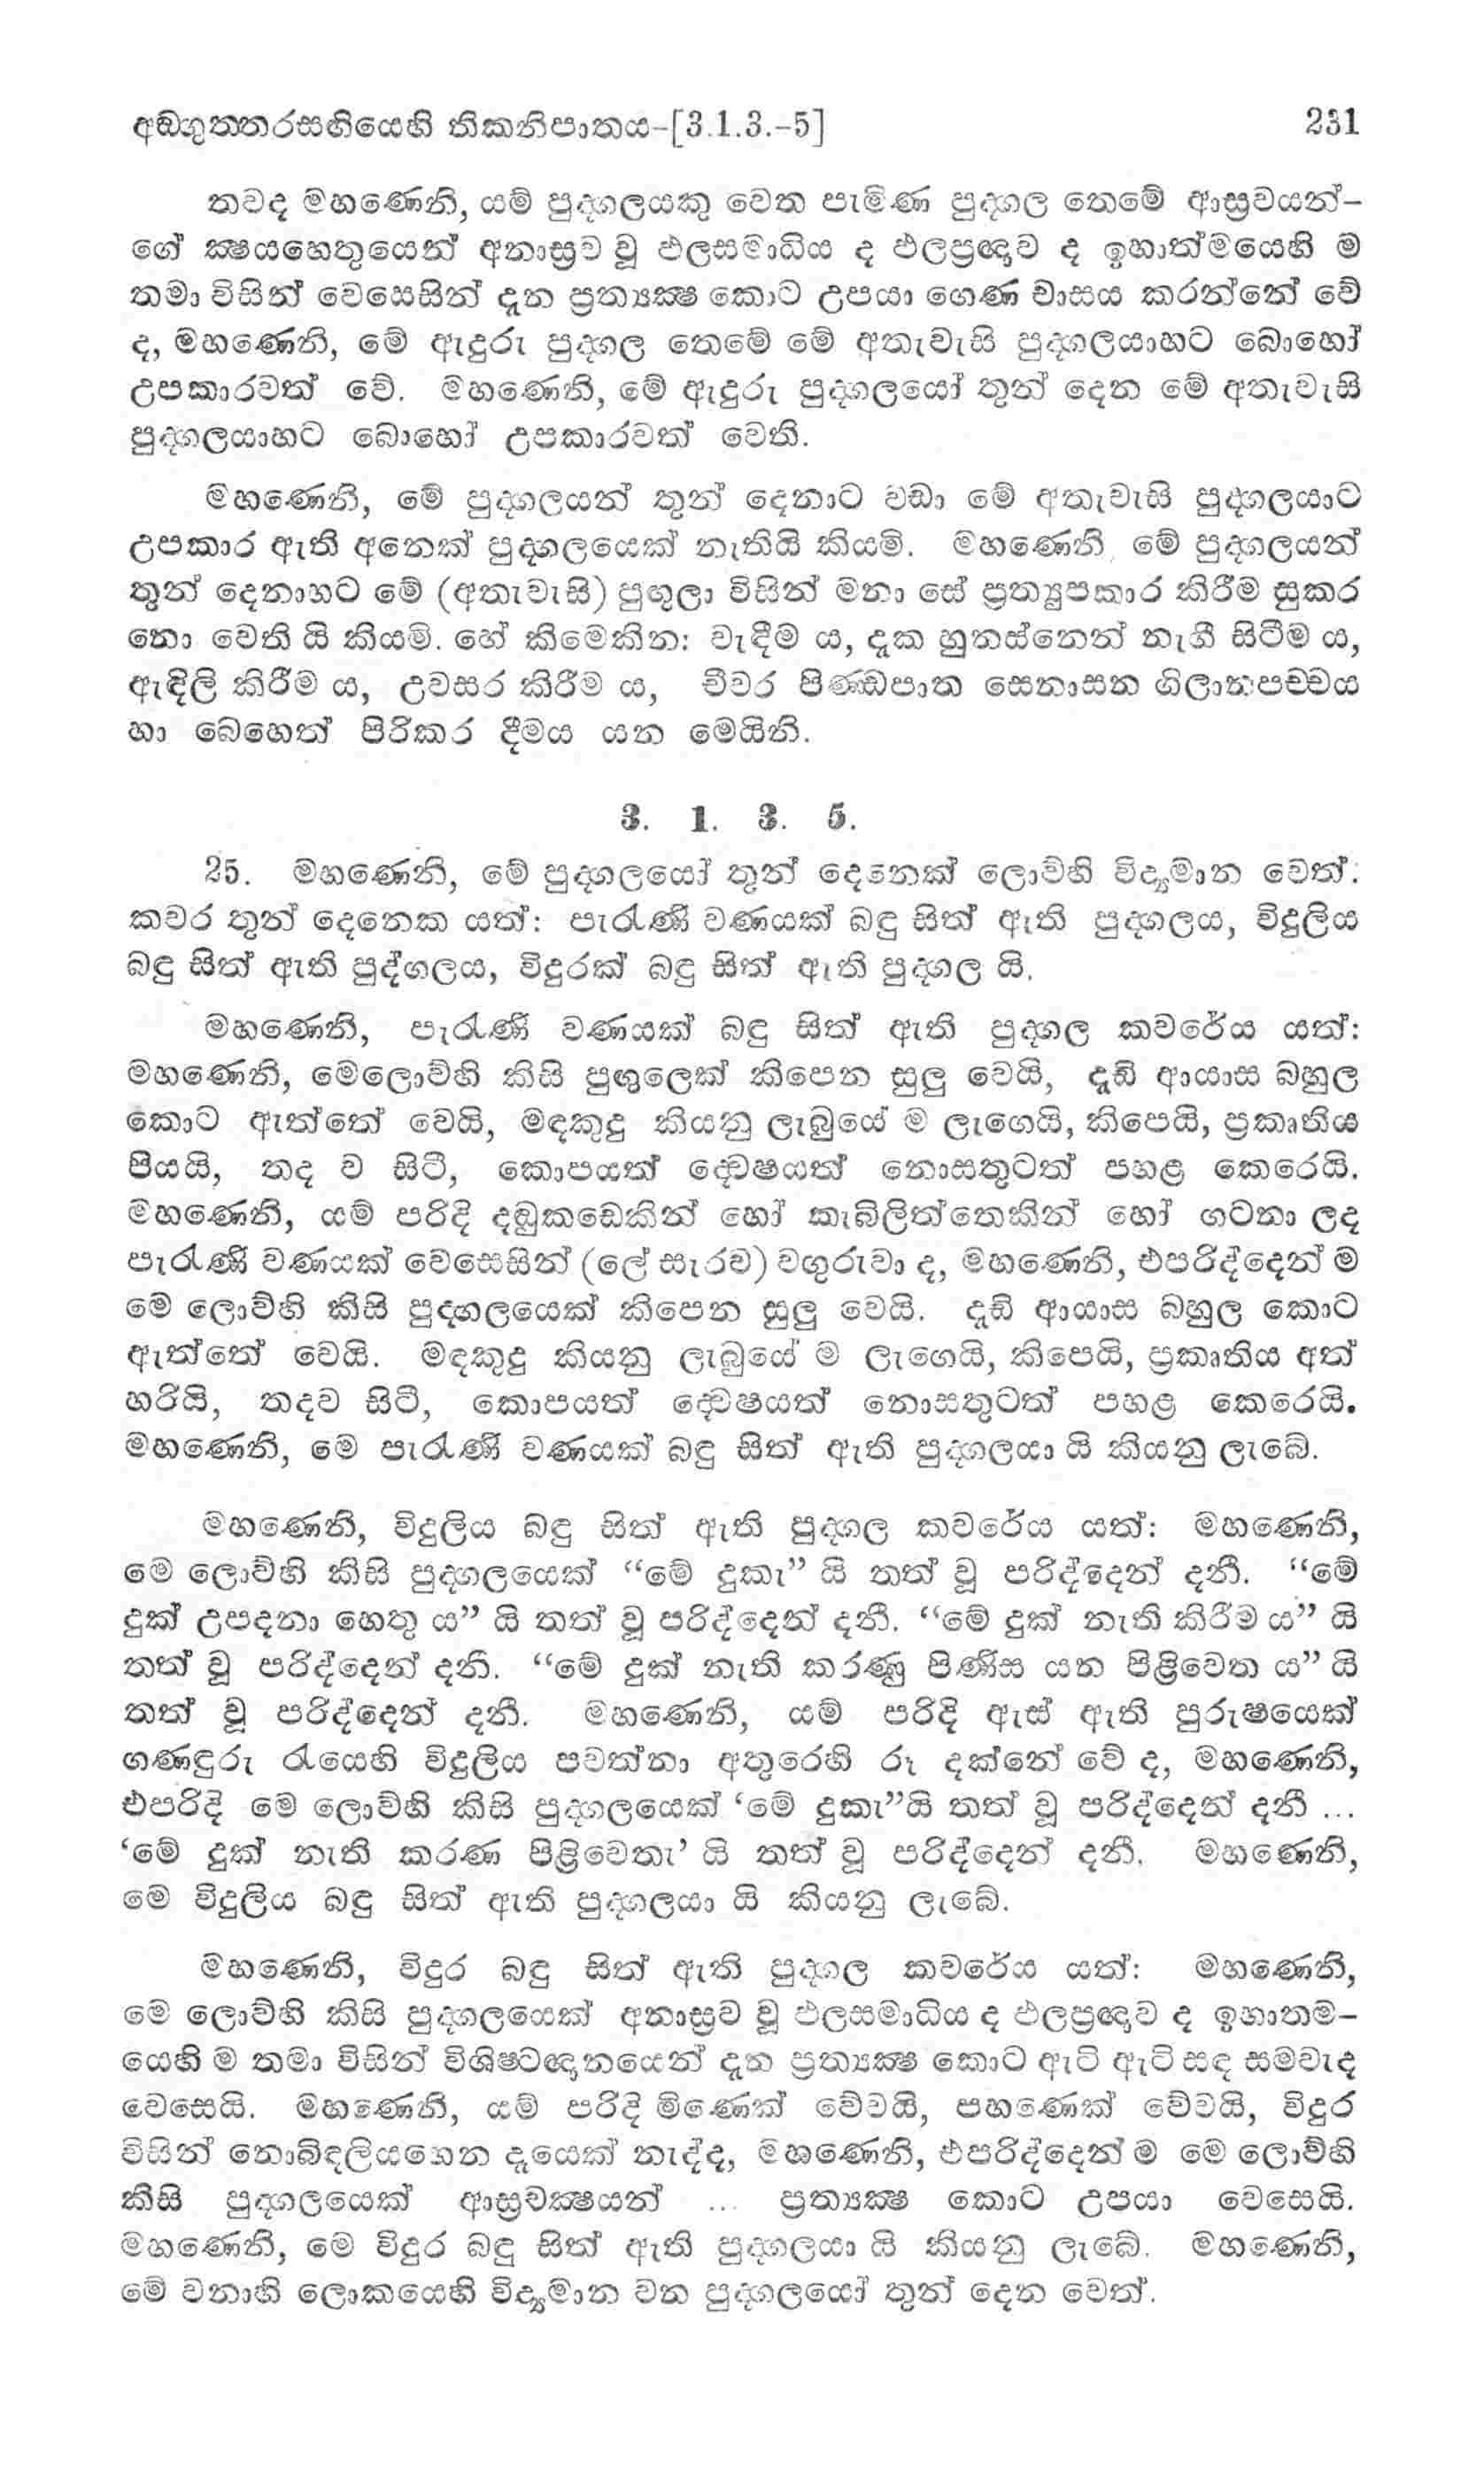 අඞ්ගුත්තරසඟියෙහි තිකනිපාතය-[3.1.3.-5] 231
තවද මහණෙනි, යම් පුද්ගලයකු වෙත පැමිණ පුද්ගල තෙමේ ආස්‍රවයන්-
ගේ ක්‍ෂයහෙතුයෙන් අනාස්‍රව වූ ඵලසමාධිය ද ඵලප්‍රඥාව ද ඉහාත්මයෙහි ම
තමා විසින් වෙසෙසින් දැන ප්‍රත්‍යක්‍ෂ කොට උපයා ගෙණ වාසය කරන්නේ වේ
ද, මහණෙනි, මේ ඇදුරු පුද්ගල තෙමේ මේ අතැවැසි පුද්ගලයාහට බොහෝ
උපකාරවත් වේ. මහණෙනි, මේ ඇදුරු පුද්ගලයෝ තුන් දෙන මේ අතැවැසි
පුද්ගලයාහට බොහෝ උපකාරවත් වෙති.
මහණෙනි, මේ පුද්ගලයන් තුන් දෙනාට වඩා මේ අතැවැසි පුද්ගලයාට
උපකාර ඇති අනෙක් පුද්ගලයෙක් නැතියි කියමි. මහණෙනි, මේ පුද්ගලයන්
තුන් දෙනාහට මේ (අතැවැසි) පුඟුලා විසින් මනා සේ ප්‍රත්‍යුපකාර කිරීම සුකර
නො වෙති යි කියමි. හේ කිමෙකින: වැඳීම ය, දැක හුනස්නෙන් නැගී සිටීම ය,
ඇඳිලි කිරීම ය, උවසර කිරීම ය, චීවර පිණ්ඩපාත සෙනාසන ගිලානපච්චය
හා බෙහෙත් පිරිකර දීමය යන මෙයිනි.
3. 1. 3. 5.
25. මහණෙනි, මේ පුද්ගලයෝ තුන් දෙනෙක් ලොව්හි විද්‍යමාන වෙත්.
කවර තුන් දෙනෙක යත්: පැරැණි වණයක් බඳු සිත් ඇති පුද්ගලය, විදුලිය
බඳු සිත් ඇති පුද්ගලය, විදුරක් බඳු සිත් ඇති පුද්ගල යි.
මහණෙනි, පැරැණි වණයක් බඳු සිත් ඇති පුද්ගල කවරේය යත්:
මහණෙනි, මෙලොව්හි කිසි පුඟුලෙක් කිපෙන සුලු වෙයි, දැඩි ආයාස බහුල
කොට ඇත්තේ වෙයි, මඳකුදු කියනු ලැබුයේ ම ලැගෙයි, කිපෙයි, ප්‍රකෘතිය
පියයි, තද ව සිටී, කොපයත් ද්වේෂයත් නොසතුටත් පහළ කෙරෙයි.
මහණෙනි, යම් පරිදි දඬුකඩෙකින් හෝ කැබිලිත්තෙකින් හෝ ගටනා ලද
පැරැණි වණයක් වෙසෙසින් (ලේ සැරව) වගුරුවා ද, මහණෙනි, එපරිද්දෙන් ම
මෙ ලොව්හි කිසි පුද්ගලයෙක් කිපෙන සුලු වෙයි. දැඩි ආයාස බහුල කොට
ඇත්තේ වෙයි. මඳකුදු කියනු ලැබුයේ ම ලැගෙයි, කිපෙයි, ප්‍රකෘතිය අත්
හරියි, තදව සිටී, කොපයත් ද්වේෂයත් නොසතුටත් පහළ කෙරෙයි.
මහණෙනි, මෙ පැරැණි වණයක් බඳු සිත් ඇති පුද්ගලයා යි කියනු ලැබේ.
මහණෙනි, විදුලිය බඳු සිත් ඇති පුද්ගල කවරේය යත්: මහණෙනි,
මෙ ලොව්හි කිසි පුද්ගලයෙක් “මේ දුකැ” යි තත් වූ පරිද්දෙන් දනී. “මේ
දුක් උපදනා හෙතු ය” යි තත් වූ පරිද්දෙන් දනී. “මේ දුක් නැති කිරීම ය” යි
තත් වූ පරිද්දෙන් දනී. “මේ දුක් නැති කරණු පිණිස යන පිළිවෙත ය” යි
තත් වූ පරිද්දෙන් දනී. මහණෙනි, යම් පරිදි ඇස් ඇති පුරුෂයෙක්
ගණඳුරු රැයෙහි විදුලිය පවත්නා අතුරෙහි රූ දක්නේ වේ ද, මහණෙනි,
එපරිදි මෙ ලොව්හි කිසි පුද්ගලයෙක් ‘මේ දුකැ”යි තත් වූ පරිද්දෙන් දනී ...
‘මේ දුක් නැති කරණ පිළිවෙතැ’ යි තත් වූ පරිද්දෙන් දනී. මහණෙනි,
මෙ විදුලිය බඳු සිත් ඇති පුද්ගලයා යි කියනු ලැබේ.
මහණෙනි, විදුර බඳු සිත් ඇති පුද්ගල කවරේය යත්: මහණෙනි,
මෙ ලොව්හි කිසි පුද්ගලයෙක් අනාස්‍රව වූ ඵලසමාධිය ද ඵලප්‍රඥාව ද ඉහාත්ම-
යෙහි ම තමා විසින් විශිෂ්ටඥානයෙන් දැන ප්‍රත්‍යක්‍ෂ කොට ඇටි ඇටි සඳ සමවැද
වෙසෙයි. මහණෙනි, යම් පරිදි මිණෙක් වේවයි, පහණෙක් වේවයි, විදුර
විසින් නොබිඳලියහෙන දැයෙක් නැද්ද, මහණෙනි, එපරිද්දෙන් ම මෙ ලොව්හි
කිසි පුද්ගලයෙක් ආස්‍රවක්‍ෂයන් ... ප්‍රත්‍යක්‍ෂ කොට උපයා වෙසෙයි.
මහණෙනි, මෙ විදුර බඳු සිත් ඇති පුද්ගලයා යි කියනු ලැබේ. මහණෙනි,
මේ වනාහි ලොකයෙහි විද්‍යමාන වන පුද්ගලයෝ තුන් දෙන වෙත්.